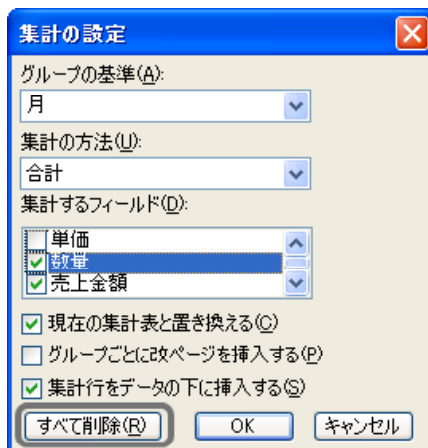 集計の設定
グループの基準(A):
月
集計の方法(U):
合計
集計するフィールド(D):
単価
数量
売上金額
現在の集計表と置き換える(C)
グループごとに改ページを挿入する(P)
集計行をデータの下に挿入する(S)
すべて削除(R) OK キャンセル